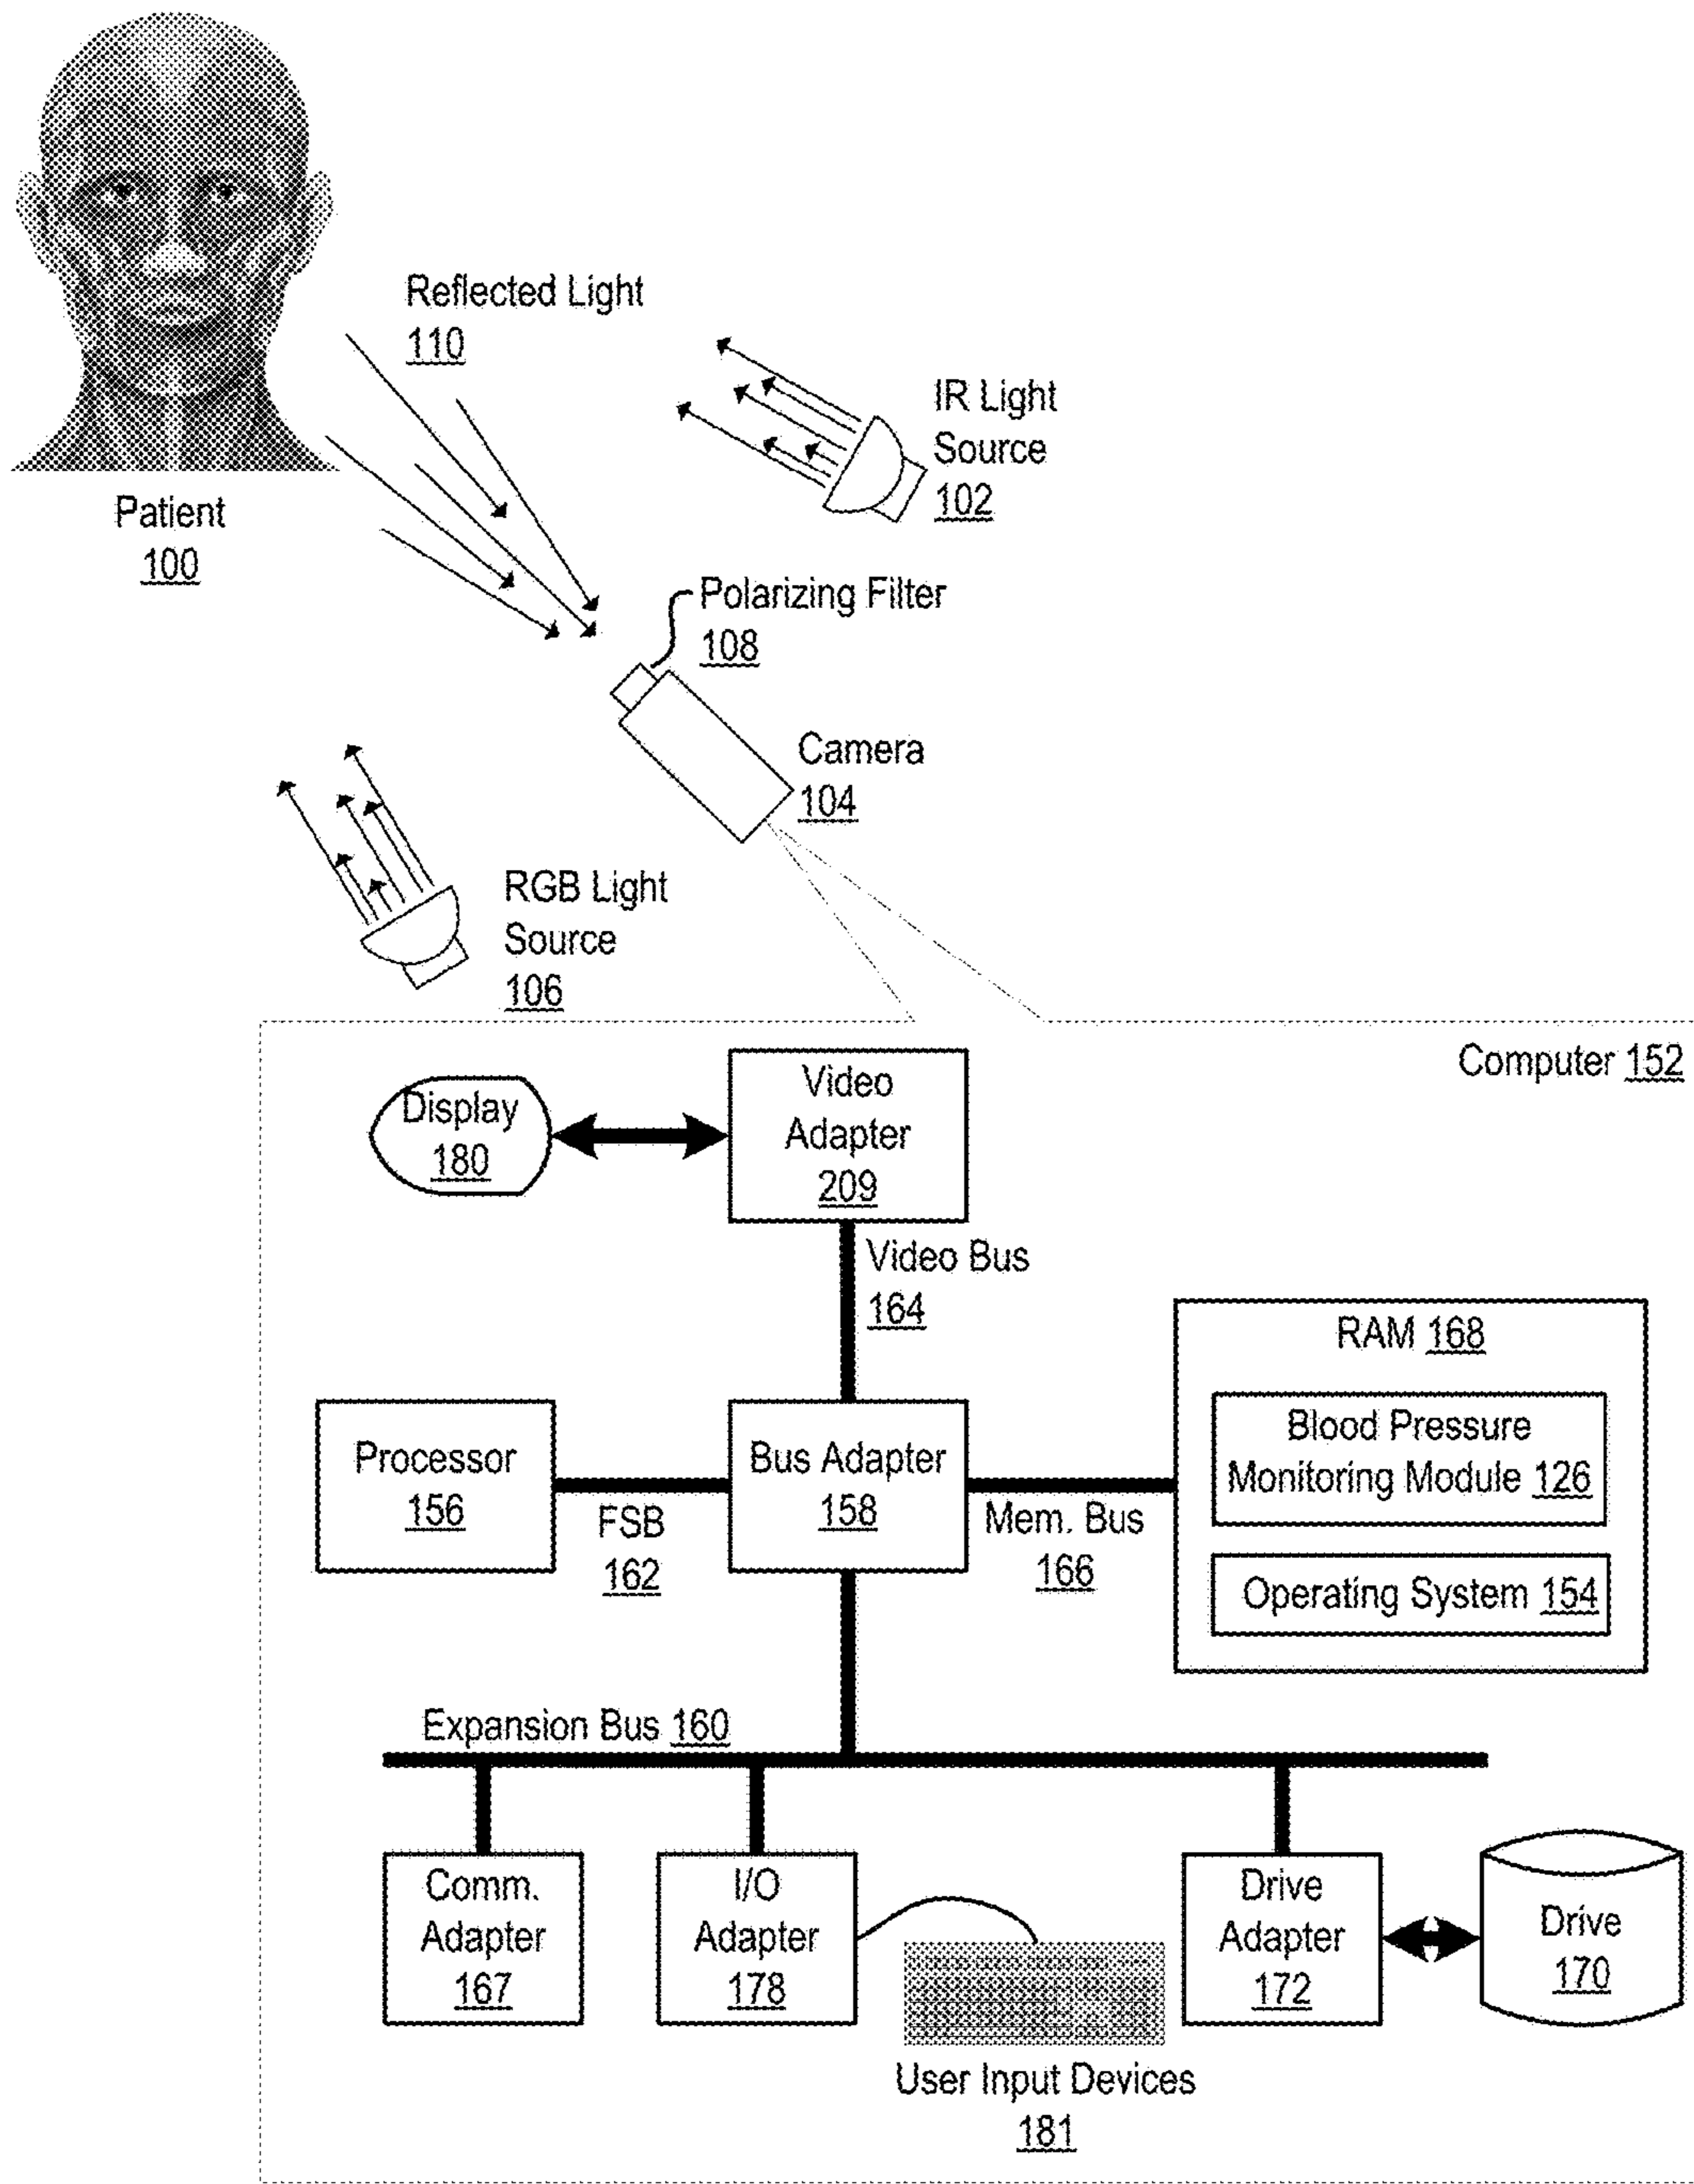 Reflected Light
110
IR Light
Source
102
Patient
100
Polarizing Filter
108
Camera
104
RGB Light
Source
106
Computer 152
Display
180
Video
Adapter
209
Video Bus
164
RAM 168
Blood Pressure
Monitoring Module 126
Operating System 154
Processor
156
FSB
162
Bus Adapter
158
Mem. Bus
166
Expansion Bus 160
Comm.
Adapter
167
I/O
Adapter
178
Drive
Adapter
172
Drive
170
User Input Devices
181